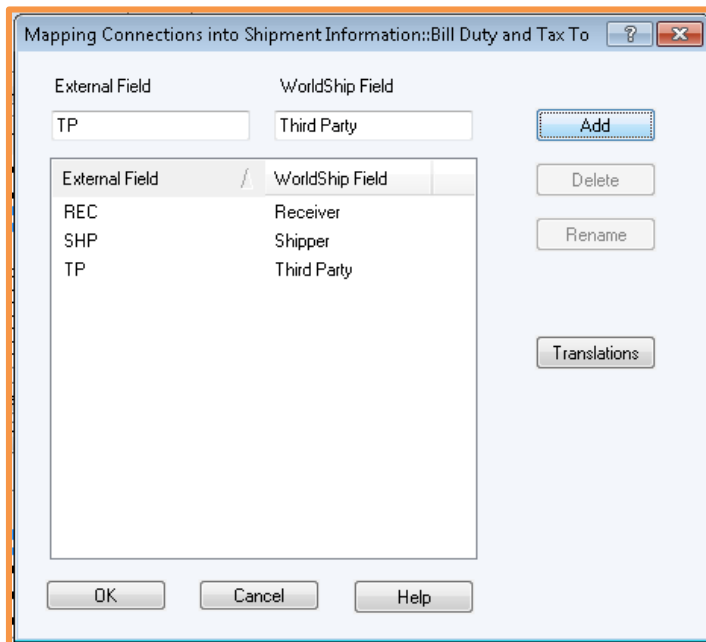 Mapping Connections into Shipment Information::Bill Duty and Tax To ?
External Field WorldShip Field
TP Third Party Add
External Field WorldShip Field Delete
REC Receiver Rename
SHP Shipper
TP Third Party
Translations
OK Cancel Help